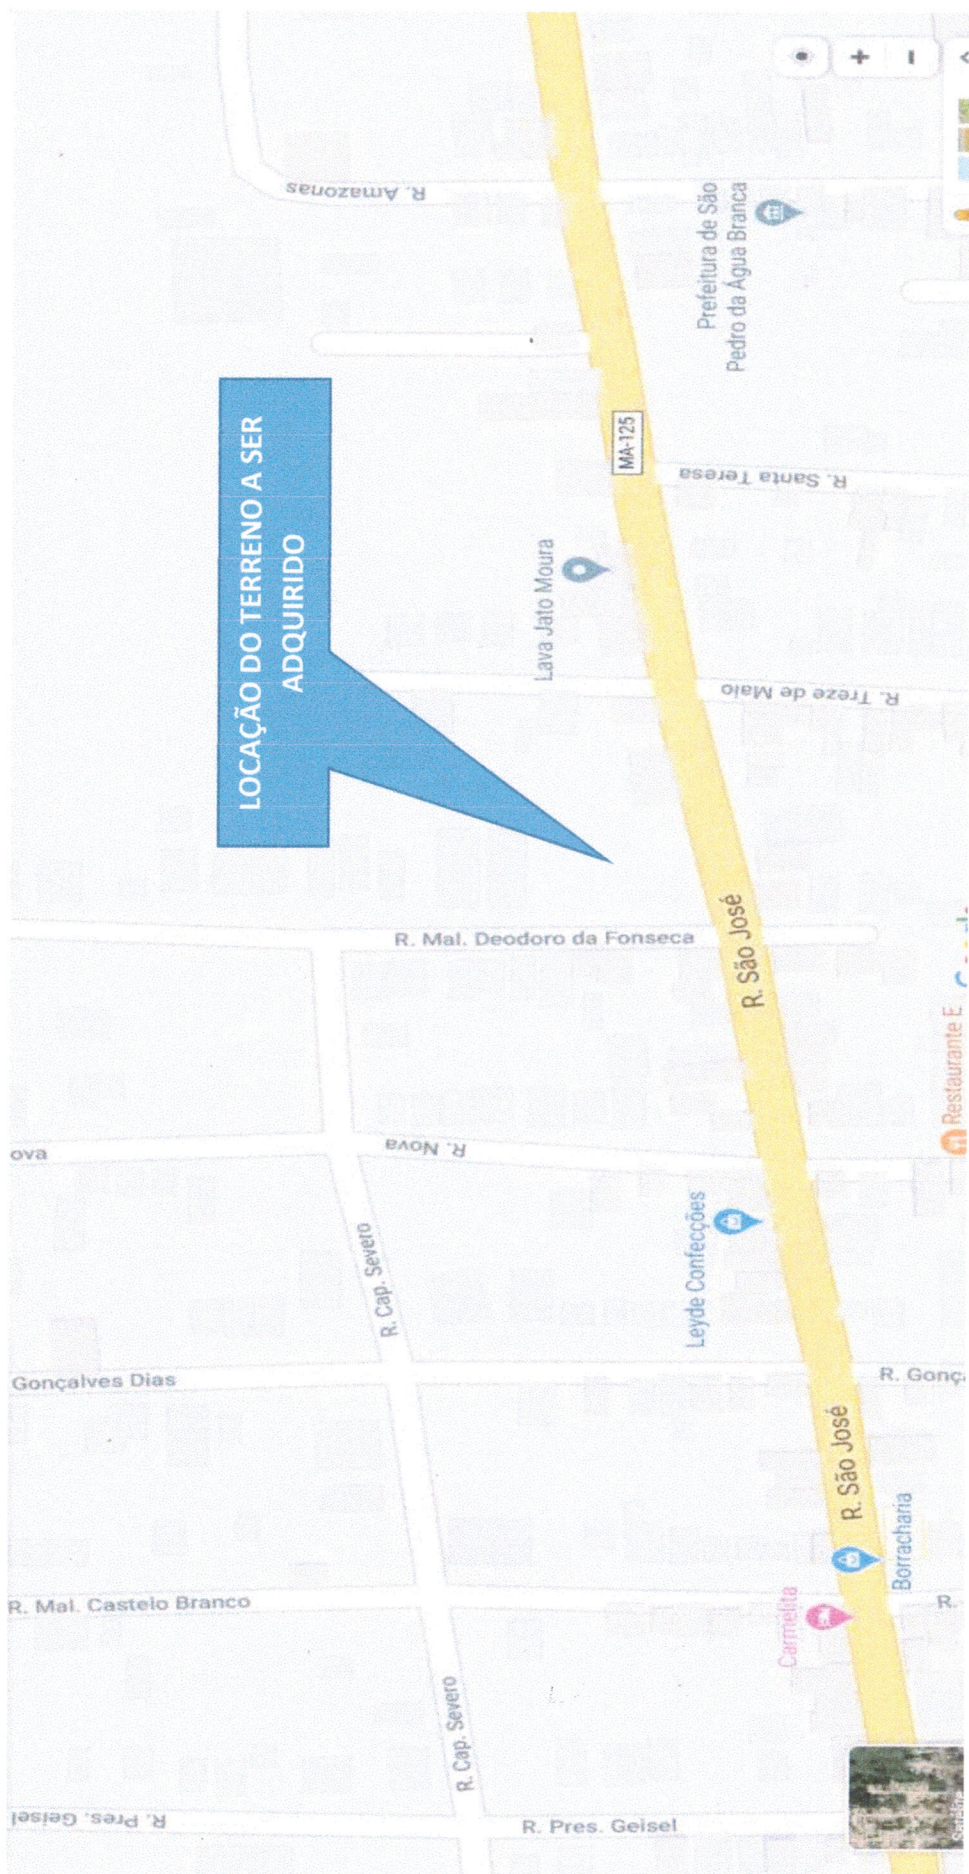 LOCAÇÃO DO TERRENO A SER
ADQUIRIDO
R. Pres. Geisel
R. Mal. Castelo Branco
Gonçalves Dias
ova
R. Cap. Severo
R. Cap. Severo
R. Nova
R. Mal. Deodoro da Fonseca
R. Amazonas
R. Pres. Geisel
Lava Jato Moura
MA-125
R. Santa Teresa
R. Treze de Maio
Prefeitura de São
Pedro da Água Branca
R. São José
Leyde Confecções
R. São José
Carmelita
Borracharia
R. Gonça
R.
Restaurante E